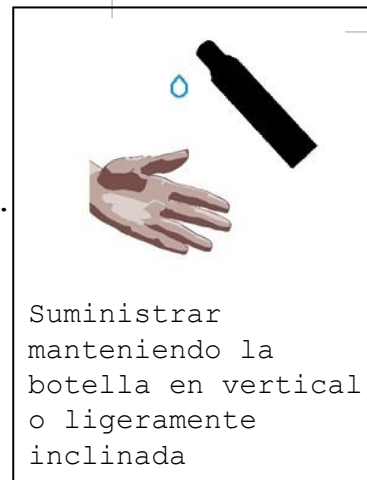 Suministrar
manteniendo la
botella en vertical
o ligeramente
inclinada